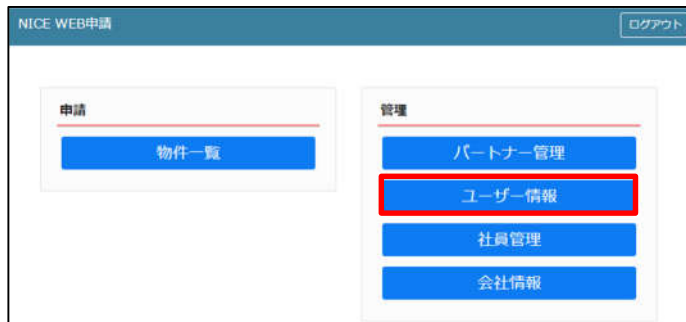 NICE WEB申請
ログアウト
申請
物件一覧
管理
パートナー管理
ユーザー情報
社員管理
会社情報